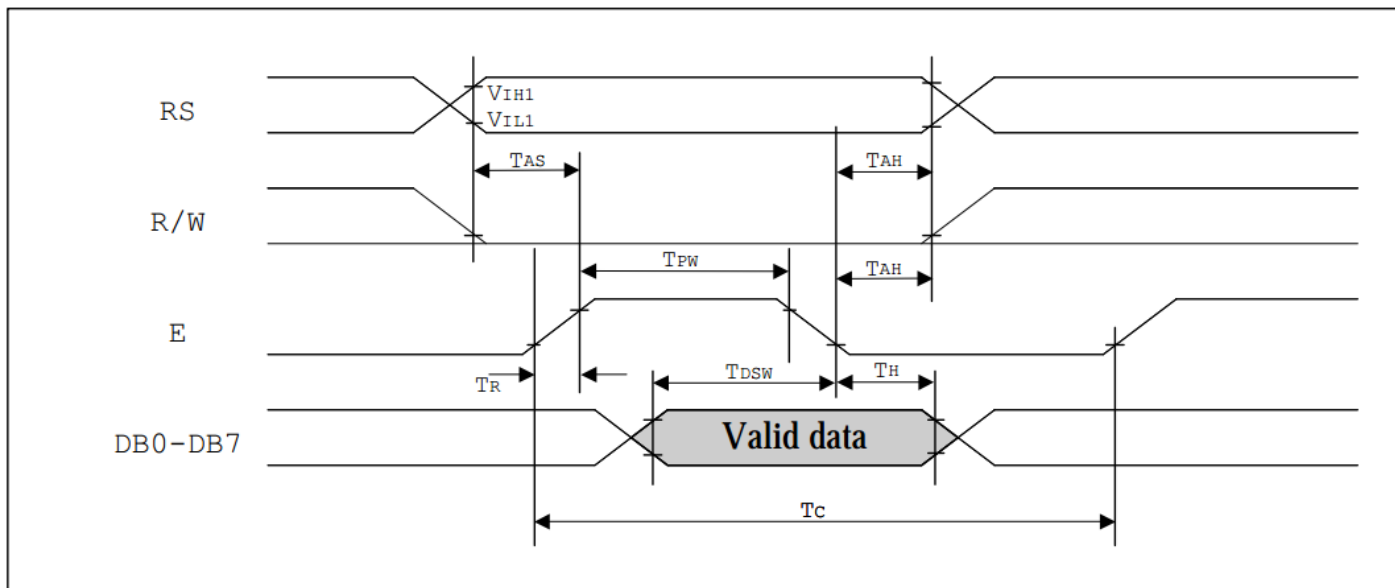 RS
VIH1
VIL1
TAS
TAH
R/W
TPW
TAH
E
TR
TDSW
TH
DB0-DB7
Valid data
TC